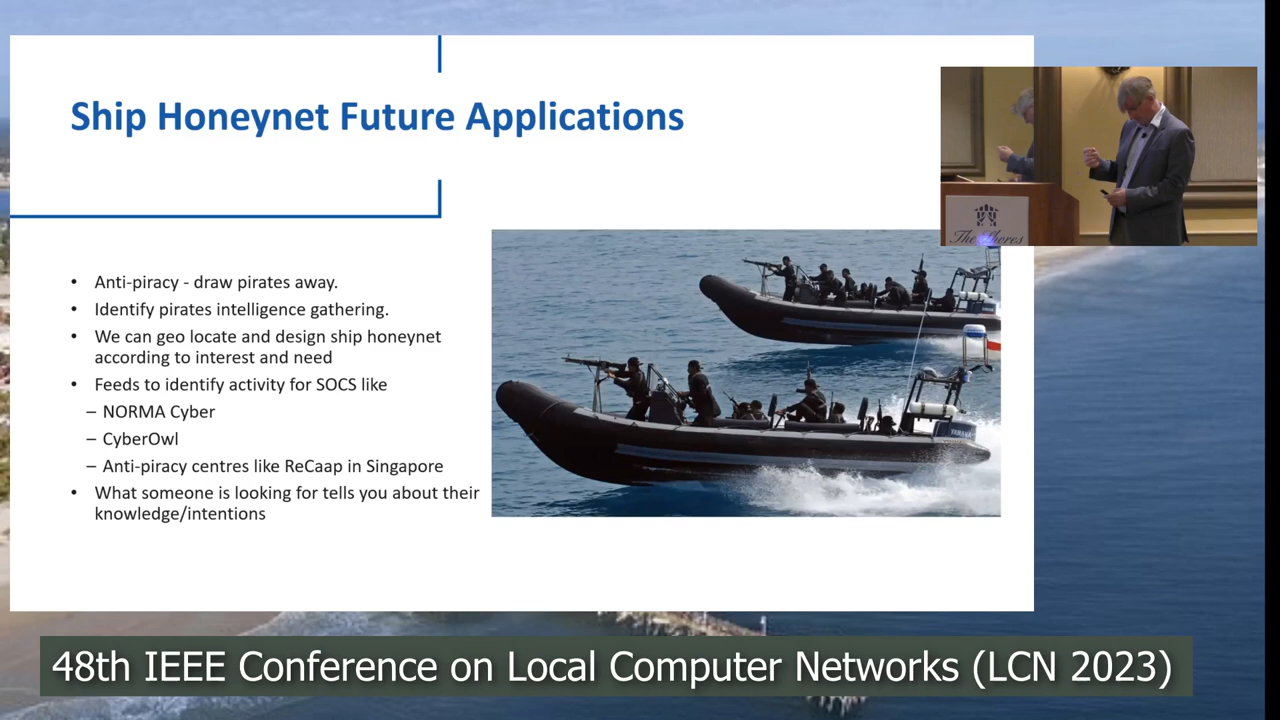 Ship Honeynet Future Applications
• Anti-piracy - draw pirates away.
• Identify pirates intelligence gathering.
• We can geo locate and design ship honeynet
according to interest and need
• Feeds to identify activity for SOCS like
– NORMA Cyber
– CyberOwl
– Anti-piracy centres like ReCaap in Singapore
• What someone is looking for tells you about their
knowledge/intentions
YAMAHA
The Shores
48th IEEE Conference on Local Computer Networks (LCN 2023)